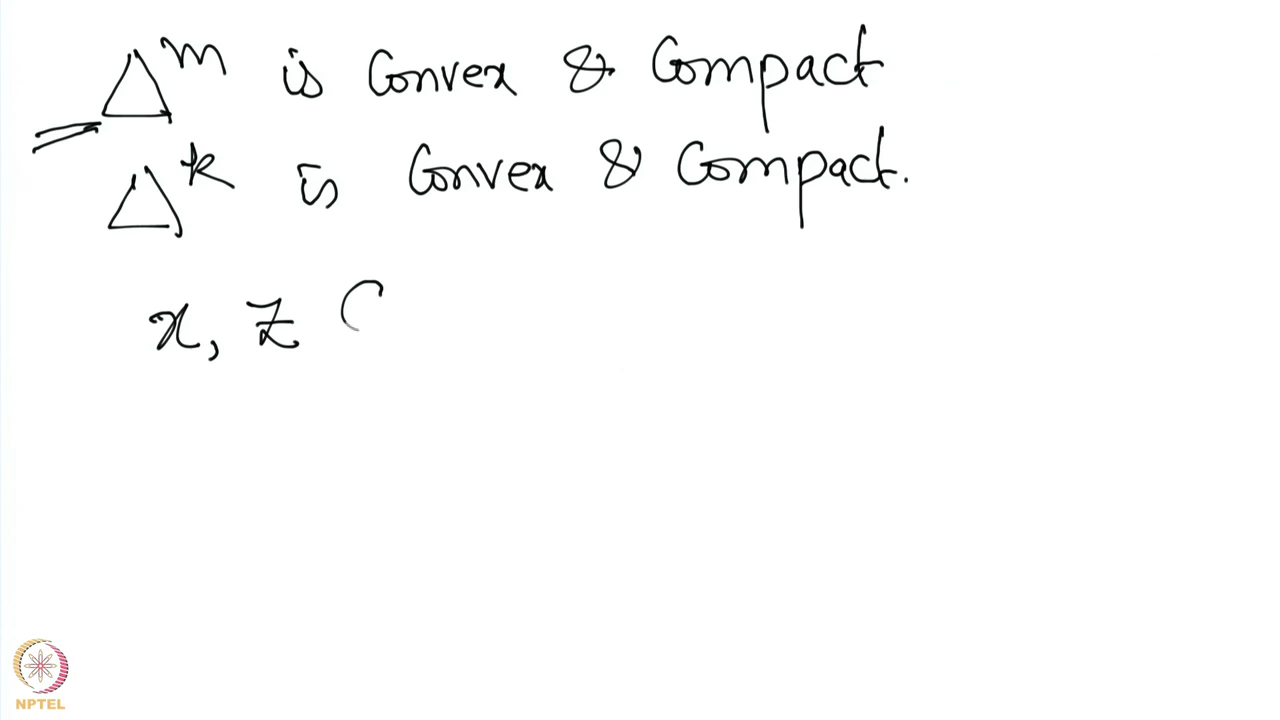 Δ^m is Convex & Compact
Δ^k is Convex & Compact.
x, z
NPTEL